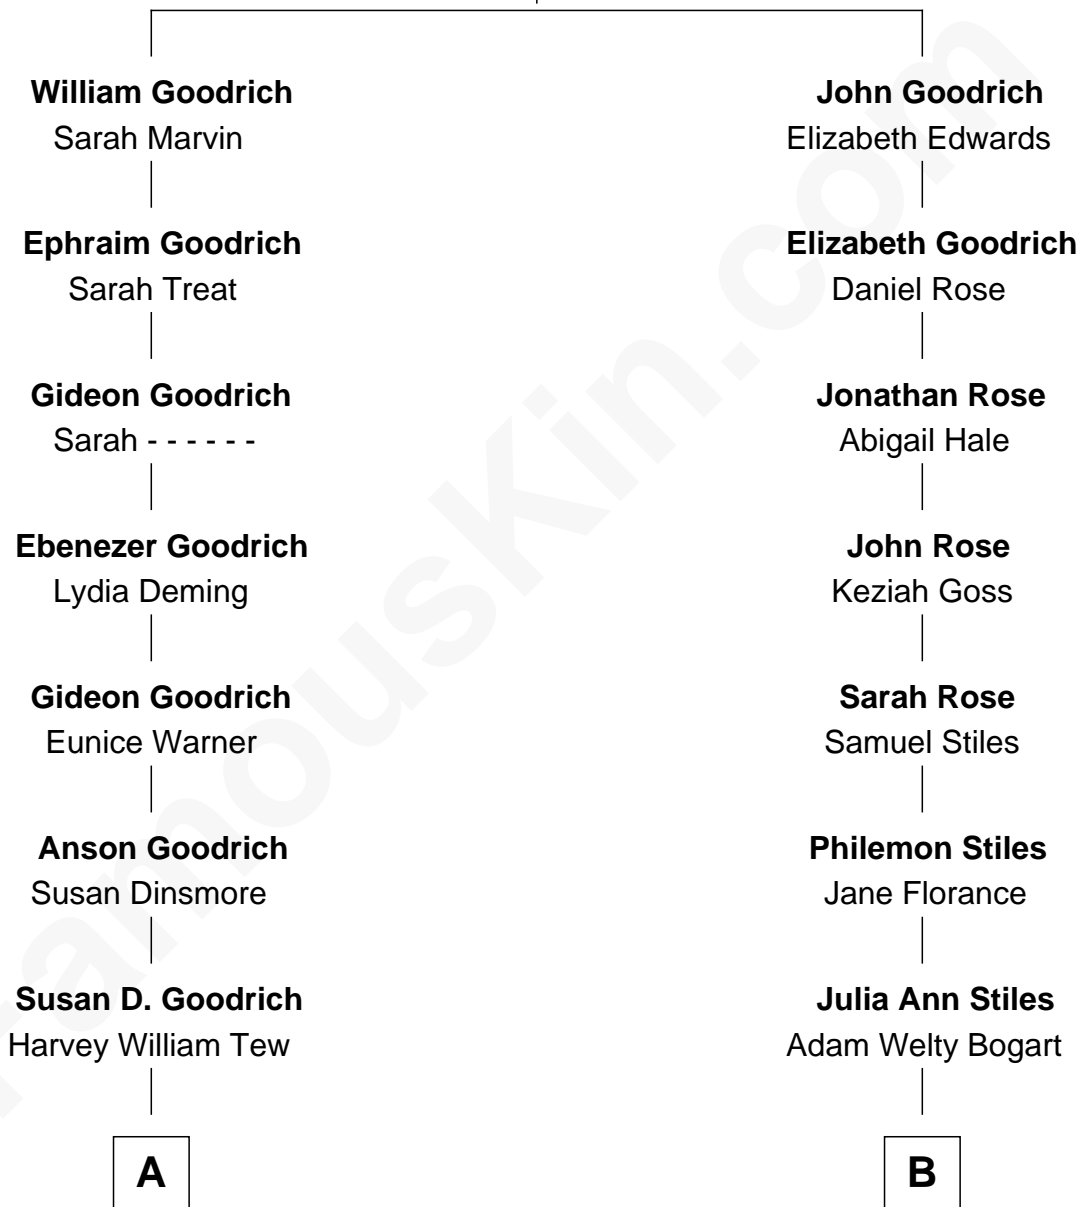 William Goodrich
Sarah Marvin
Ephraim Goodrich
Sarah Treat
Gideon Goodrich
Sarah - - - - - -
Ebenezer Goodrich
Lydia Deming
Gideon Goodrich
Eunice Warner
Anson Goodrich
Susan Dinsmore
Susan D. Goodrich
Harvey William Tew
A
John Goodrich
Elizabeth Edwards
Elizabeth Goodrich
Daniel Rose
Jonathan Rose
Abigail Hale
John Rose
Keziah Goss
Sarah Rose
Samuel Stiles
Philemon Stiles
Jane Florance
Julia Ann Stiles
Adam Welty Bogart
B
FamousKin.com